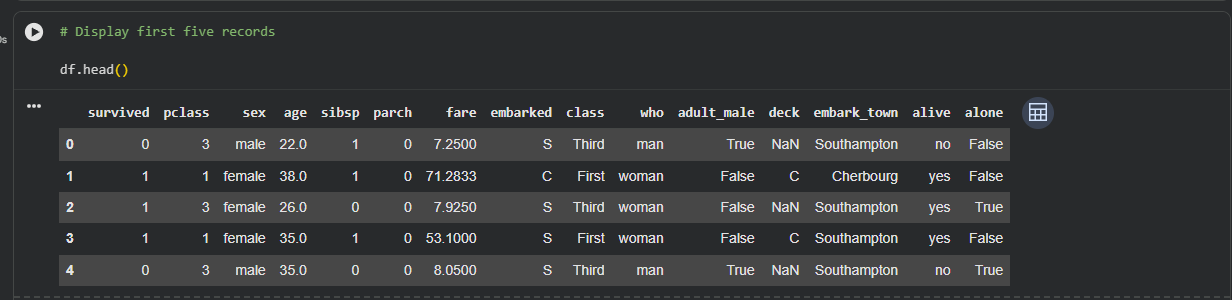 0s
# Display first five records
df.head()
survived pclass sex age sibsp parch fare embarked class who adult_male deck embark_town alive alone
0 0 3 male 22.0 1 0 7.2500 S Third man True NaN Southampton no False
1 1 1 female 38.0 1 0 71.2833 C First woman False C Cherbourg yes False
2 1 3 female 26.0 0 0 7.9250 S Third woman False NaN Southampton yes True
3 1 1 female 35.0 1 0 53.1000 S First woman False C Southampton yes False
4 0 3 male 35.0 0 0 8.0500 S Third man True NaN Southampton no True